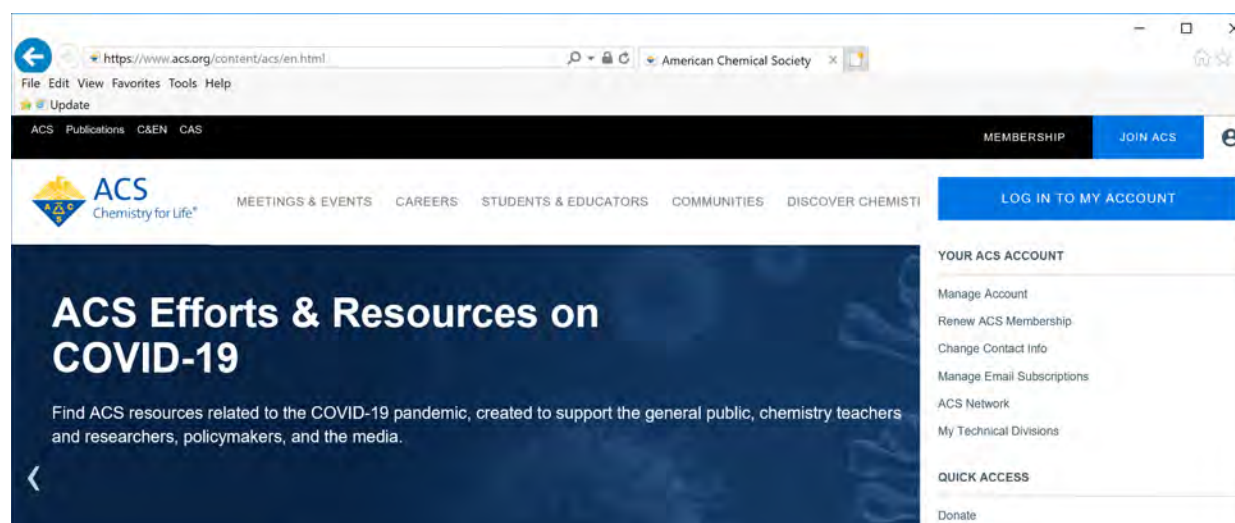 https://www.acs.org/content/acs/en.html
American Chemical Society
File Edit View Favorites Tools Help
Update
ACS Publications C&EN CAS
MEMBERSHIP
JOIN ACS
ACS
Chemistry for Life®
A C S
MEETINGS & EVENTS
CAREERS
STUDENTS & EDUCATORS
COMMUNITIES
DISCOVER CHEMISTI
LOG IN TO MY ACCOUNT
ACS Efforts & Resources on
COVID-19
Find ACS resources related to the COVID-19 pandemic, created to support the general public, chemistry teachers
and researchers, policymakers, and the media.
YOUR ACS ACCOUNT
Manage Account
Renew ACS Membership
Change Contact Info
Manage Email Subscriptions
ACS Network
My Technical Divisions
QUICK ACCESS
Donate